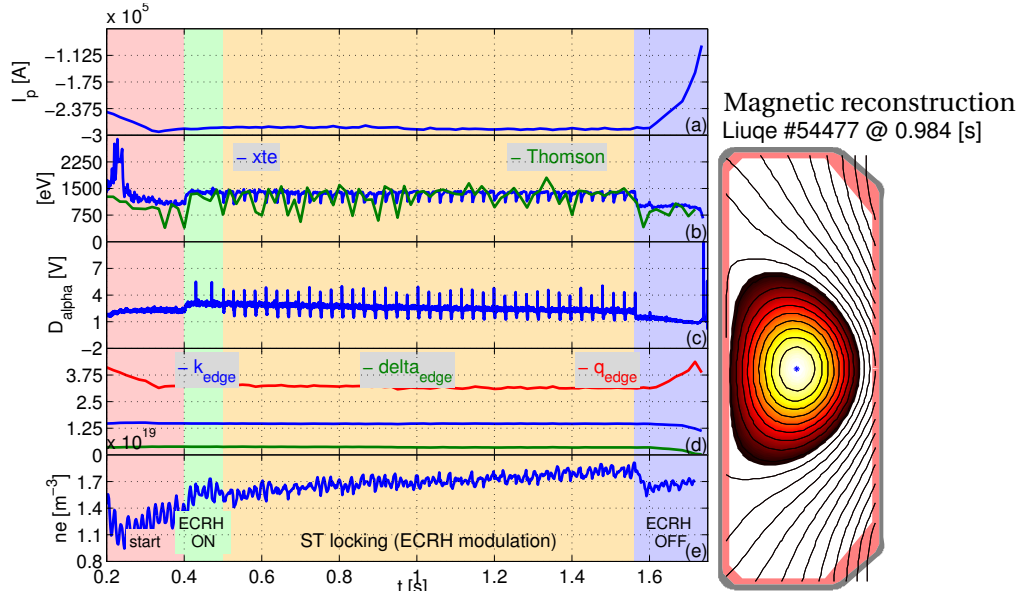 x 10^5
−1.125
−1.75
−2.375
−3
I_p [A]
(a)
2250
1500
750
0
[eV]
− xte
− Thomson
(b)
7
4
1
−2
D_alpha [V]
(c)
3.75
2.5
1.25
0
− k_edge
− delta_edge
− q_edge
(d)
x 10^19
1.7
1.4
1.1
0.8
ne [m^−3]
start
ECRH
ON
ST locking (ECRH modulation)
ECRH
OFF
(e)
0.2 0.4 0.6 0.8 1 1.2 1.4 1.6
t [s]
Magnetic reconstruction
Liuqe #54477 @ 0.984 [s]